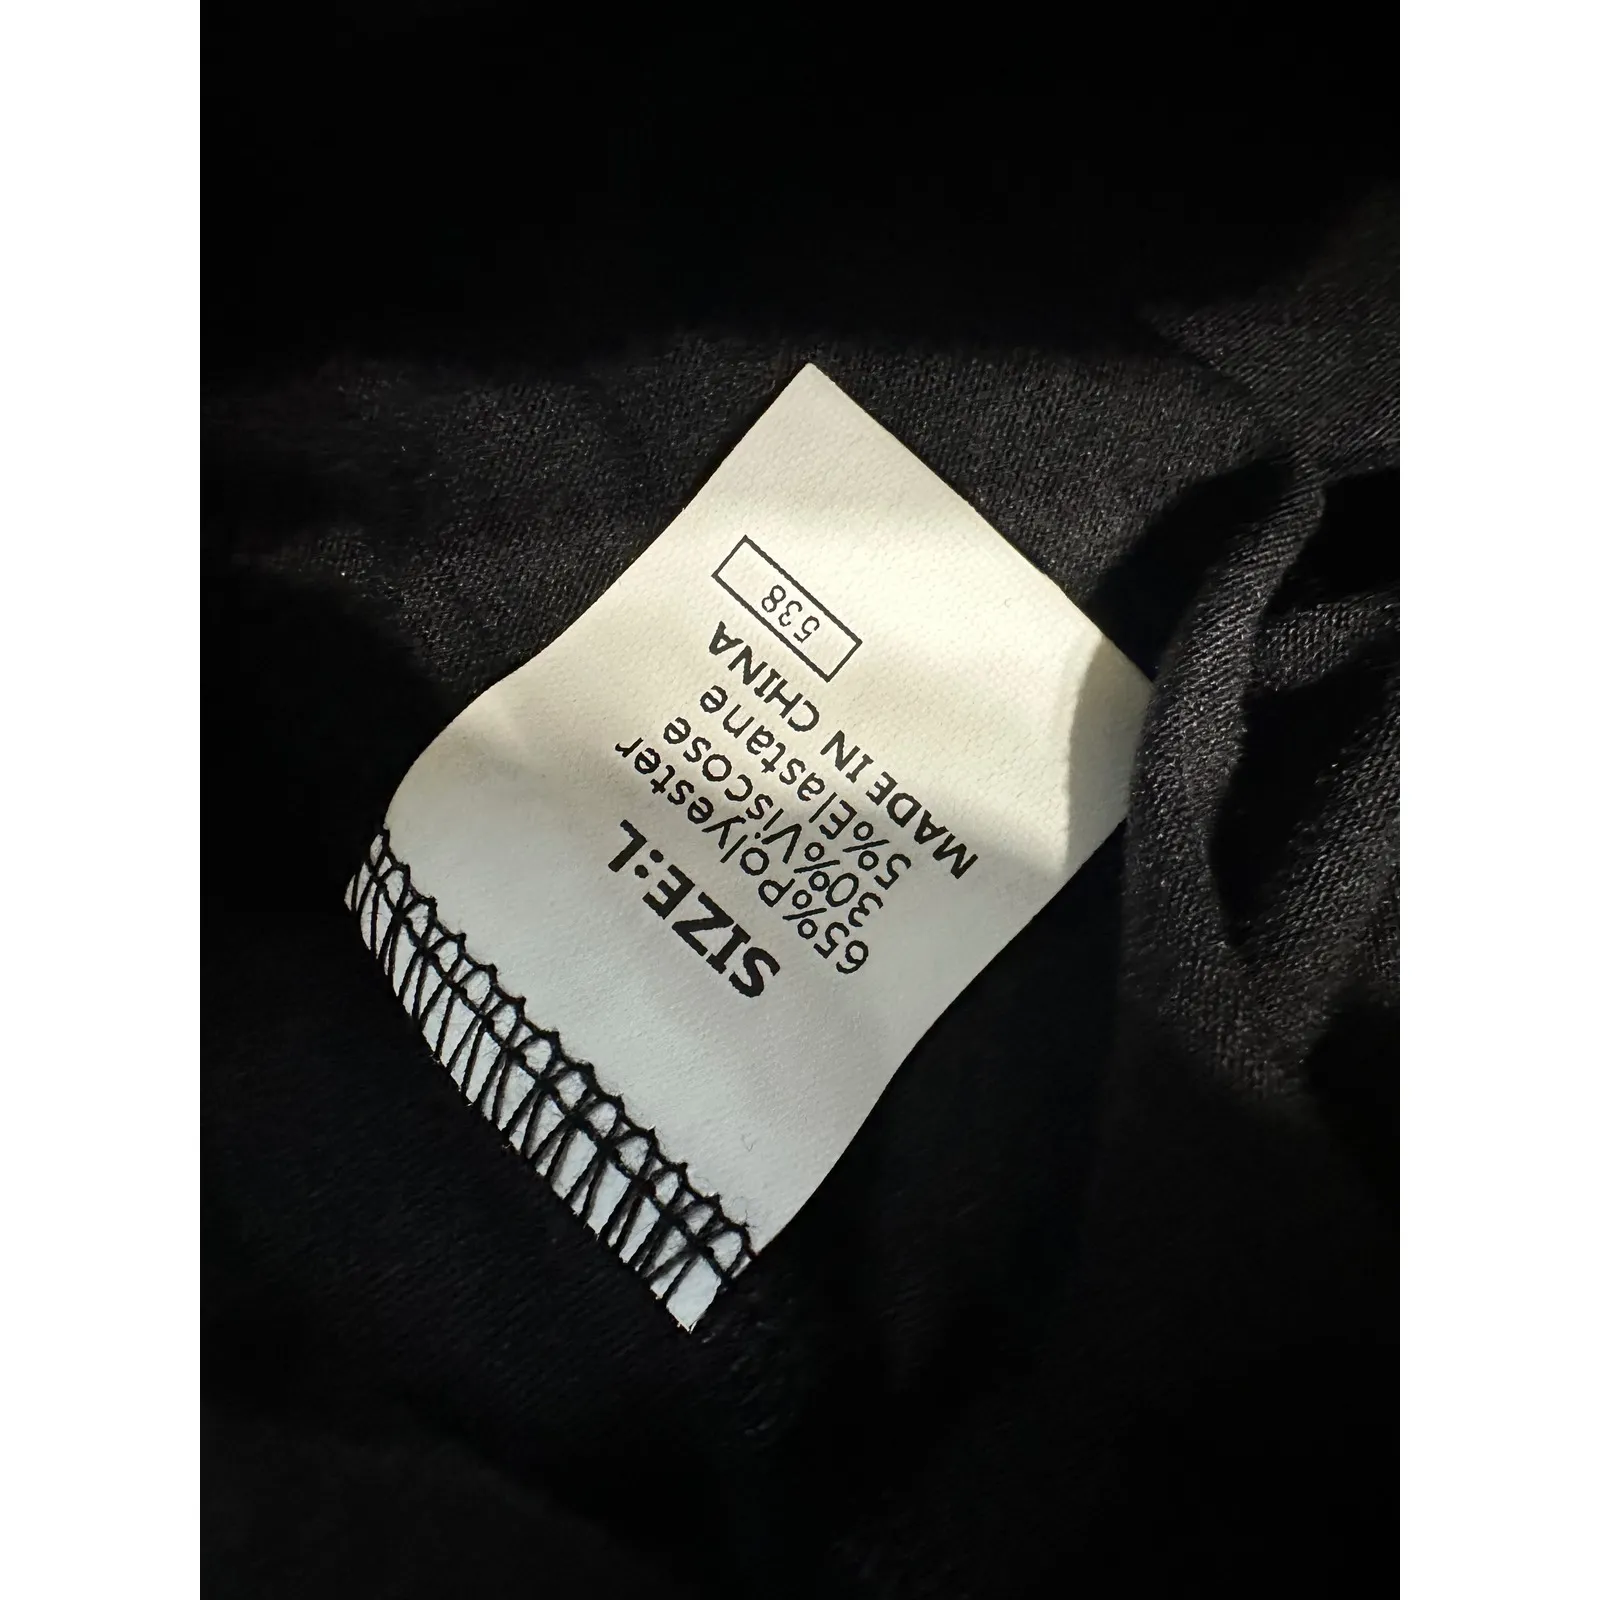 SIZE:L
65%Polyester
30%Viscose
5%Elastane
MADE IN CHINA
538